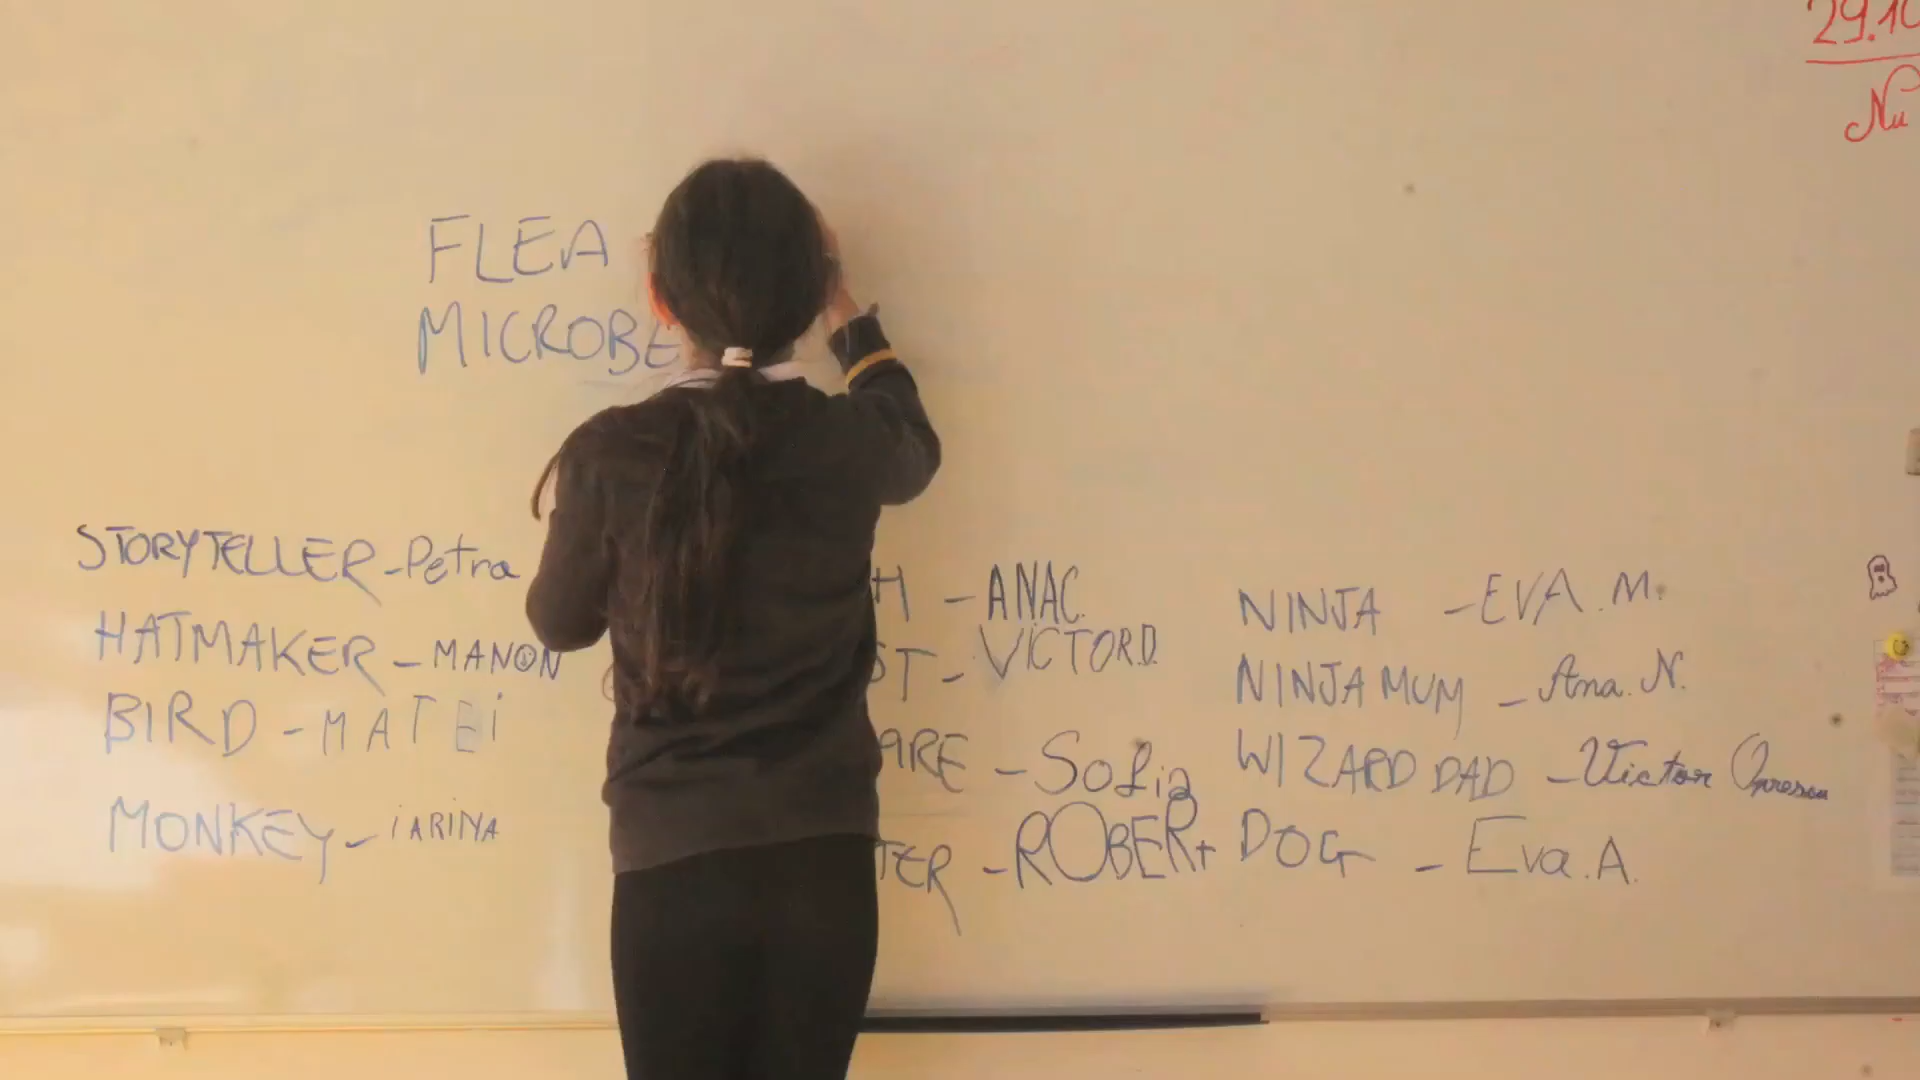 29.10
Nu
FLEA
MICROBE
STORYTELLER - Petra
HATMAKER - MANON
BIRD - MATEi
MONKEY - iARINA
H - ANA C.
ST - VICTOR D.
ARE - Sofia
TER - ROBERt
NINJA - EVA. M.
NINJA MUM - Ana. N.
WIZARD DAD - Victor
DOG - Eva. A.